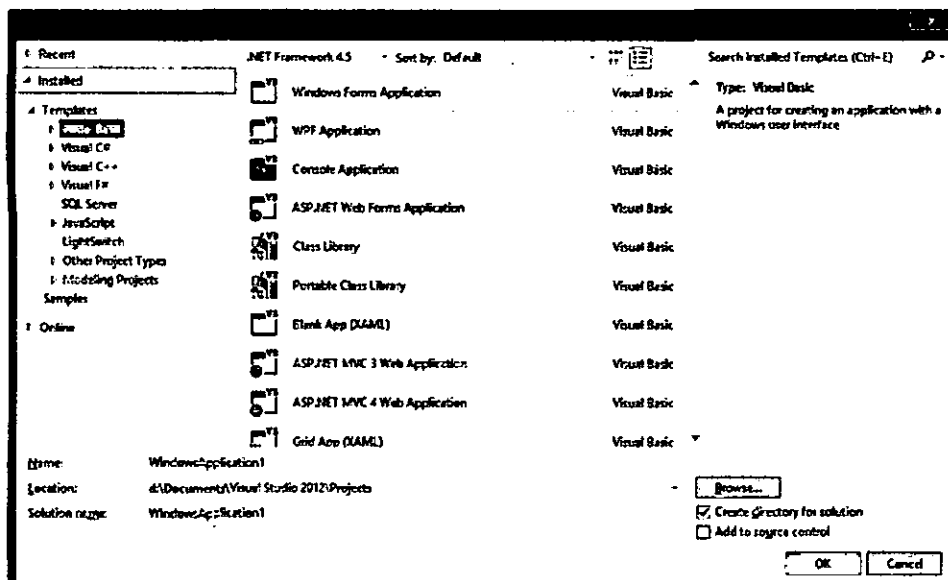 Recent
.NET Framework 4.5 Sort by: Default
Search Installed Templates (Ctrl+E)
Installed
Templates
Visual Basic
Visual C#
Visual C++
Visual F#
SQL Server
JavaScript
LightSwitch
Other Project Types
Modeling Projects
Samples
Online
Windows Forms Application Visual Basic
WPF Application Visual Basic
Console Application Visual Basic
ASP.NET Web Forms Application Visual Basic
Class Library Visual Basic
Portable Class Library Visual Basic
Blank App (XAML) Visual Basic
ASP.NET MVC 3 Web Application Visual Basic
ASP.NET MVC 4 Web Application Visual Basic
Grid App (XAML) Visual Basic
Type: Visual Basic
A project for creating an application with a
Windows user interface
Name: WindowsApplication1
Location: d:\Documents\Visual Studio 2012\Projects
Browse...
Solution name: WindowsApplication1
Create directory for solution
Add to source control
OK Cancel